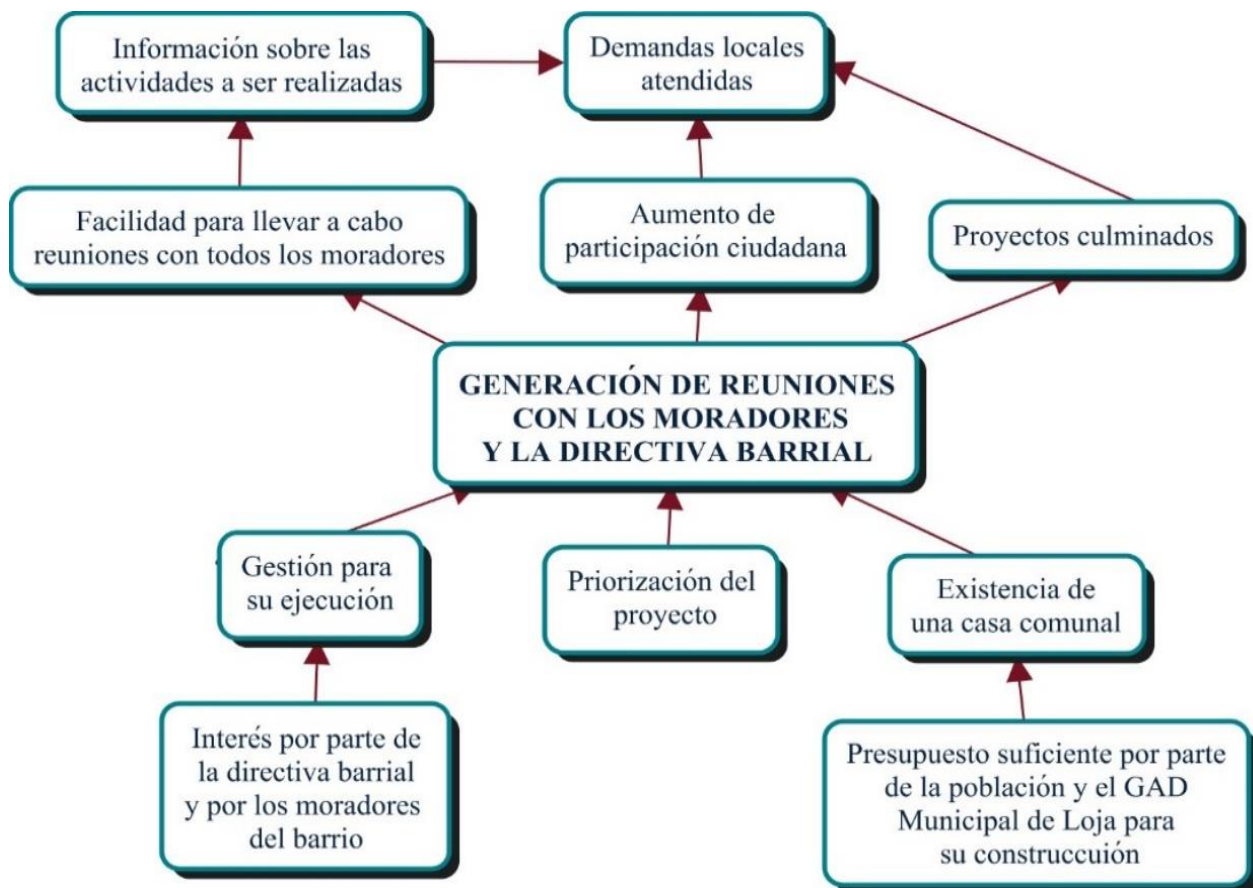 Información sobre las
actividades a ser realizadas
Demandas locales
atendidas
Facilidad para llevar a cabo
reuniones con todos los moradores
Aumento de
participación ciudadana
Proyectos culminados
GENERACIÓN DE REUNIONES
CON LOS MORADORES
Y LA DIRECTIVA BARRIAL
Gestión para
su ejecución
Priorización del
proyecto
Existencia de
una casa comunal
Interés por parte de
la directiva barrial
y por los moradores
del barrio
Presupuesto suficiente por parte
de la población y el GAD
Municipal de Loja para
su construccuión